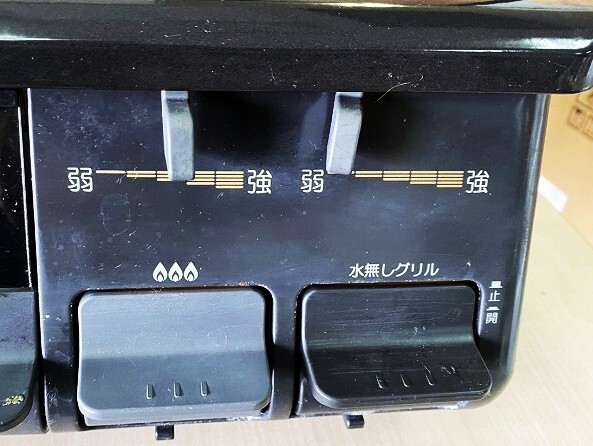 弱 強 弱 強
水無しグリル
止
開